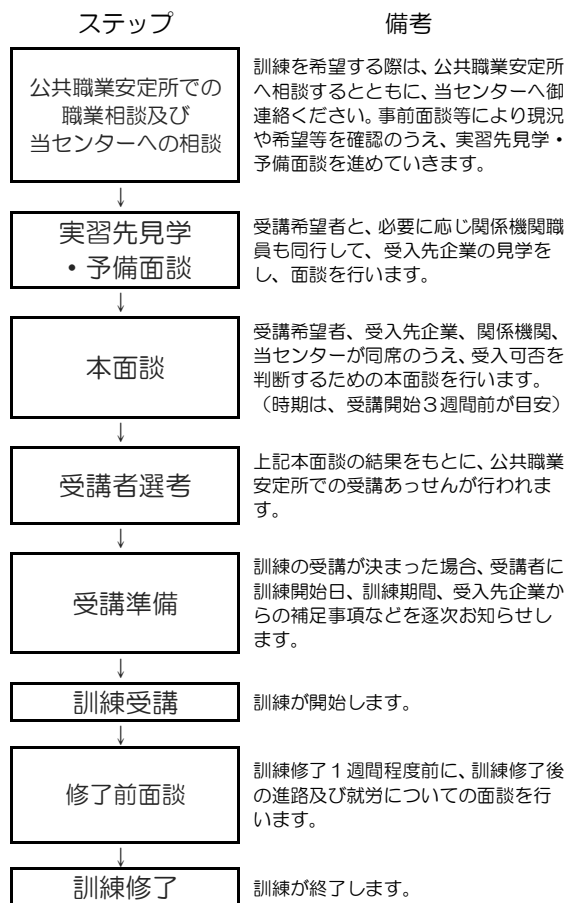 ステップ
備考
公共職業安定所での
職業相談及び
当センターへの相談
訓練を希望する際は、公共職業安定所
へ相談するとともに、当センターへ御
連絡ください。事前面談等により現況
や希望等を確認のうえ、実習先見学・
予備面談を進めていきます。
↓
実習先見学
・予備面談
受講希望者と、必要に応じ関係機関職
員も同行して、受入先企業の見学を
し、面談を行います。
↓
本面談
受講希望者、受入先企業、関係機関、
当センターが同席のうえ、受入可否を
判断するための本面談を行います。
（時期は、受講開始３週間前が目安）
↓
受講者選考
上記本面談の結果をもとに、公共職業
安定所での受講あっせんが行われま
す。
↓
受講準備
訓練の受講が決まった場合、受講者に
訓練開始日、訓練期間、受入先企業か
らの補足事項などを逐次お知らせし
ます。
↓
訓練受講
訓練が開始します。
↓
修了前面談
訓練修了１週間程度前に、訓練修了後
の進路及び就労についての面談を行
います。
↓
訓練修了
訓練が終了します。